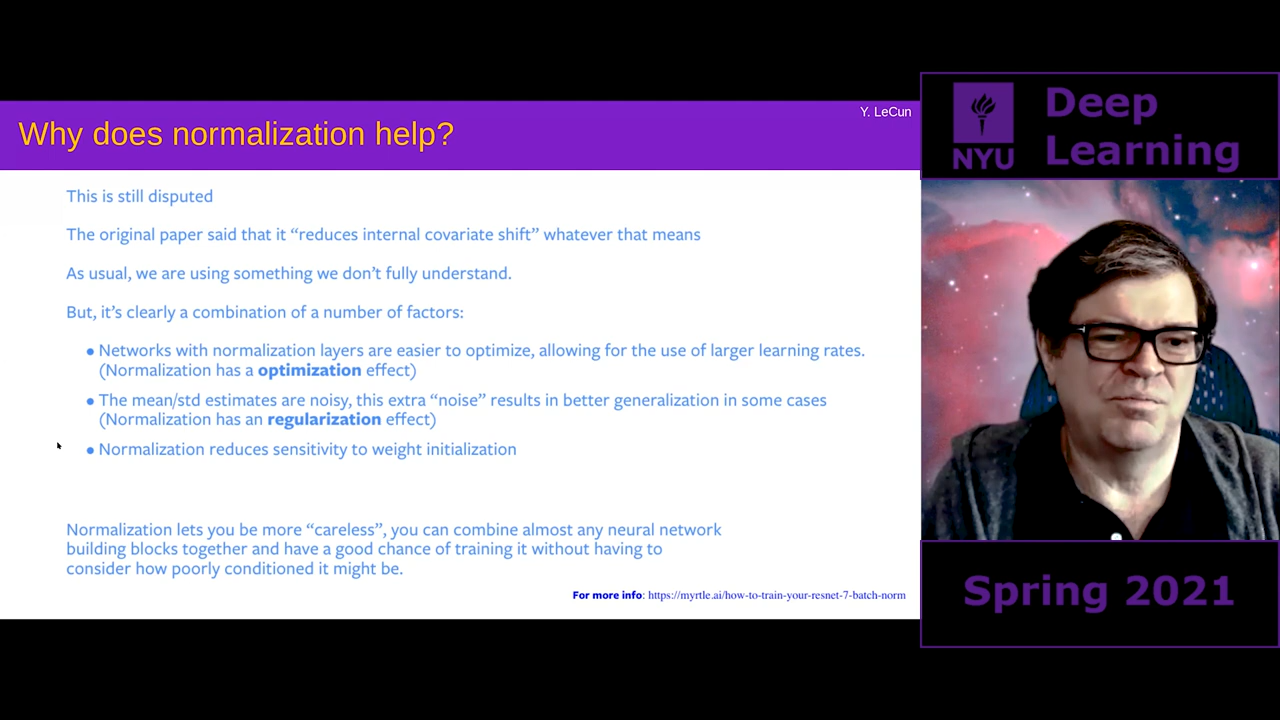 Y. LeCun
Why does normalization help?
This is still disputed
The original paper said that it “reduces internal covariate shift” whatever that means
As usual, we are using something we don’t fully understand.
But, it’s clearly a combination of a number of factors:
● Networks with normalization layers are easier to optimize, allowing for the use of larger learning rates.
(Normalization has a optimization effect)
● The mean/std estimates are noisy, this extra “noise” results in better generalization in some cases
(Normalization has an regularization effect)
● Normalization reduces sensitivity to weight initialization
Normalization lets you be more “careless”, you can combine almost any neural network
building blocks together and have a good chance of training it without having to
consider how poorly conditioned it might be.
For more info: https://myrtle.ai/how-to-train-your-resnet-7-batch-norm
NYU
Deep
Learning
Spring 2021